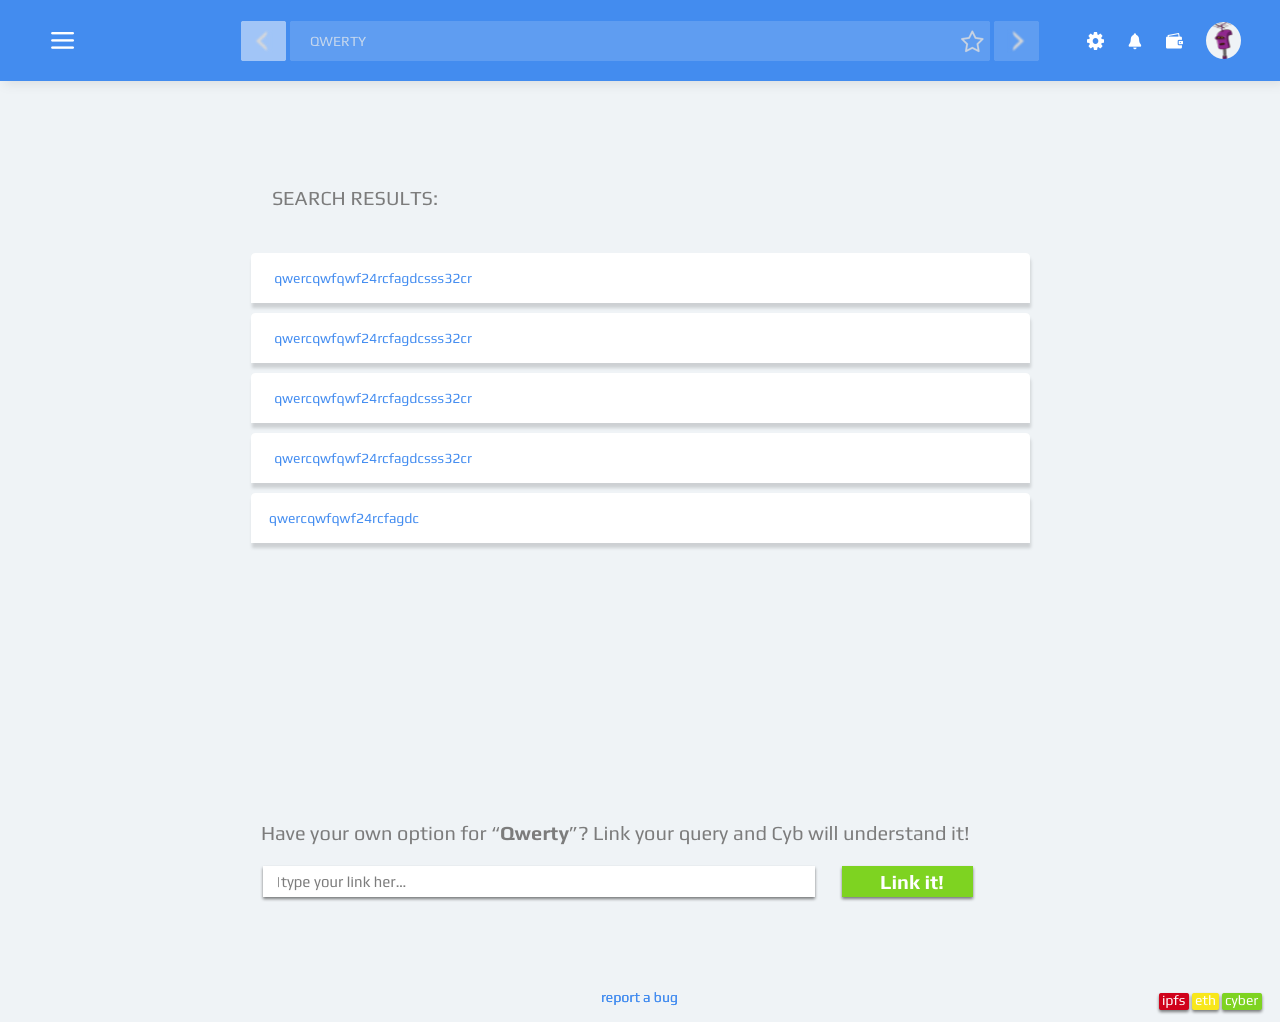 QWERTY
SEARCH RESULTS:
qwercqwfqwf24rcfagdcsss32cr
qwercqwfqwf24rcfagdcsss32cr
qwercqwfqwf24rcfagdcsss32cr
qwercqwfqwf24rcfagdcsss32cr
qwercqwfqwf24rcfagdc
Have your own option for “Qwerty”? Link your query and Cyb will understand it!
type your link her...
Link it!
report a bug
ipfs eth cyber